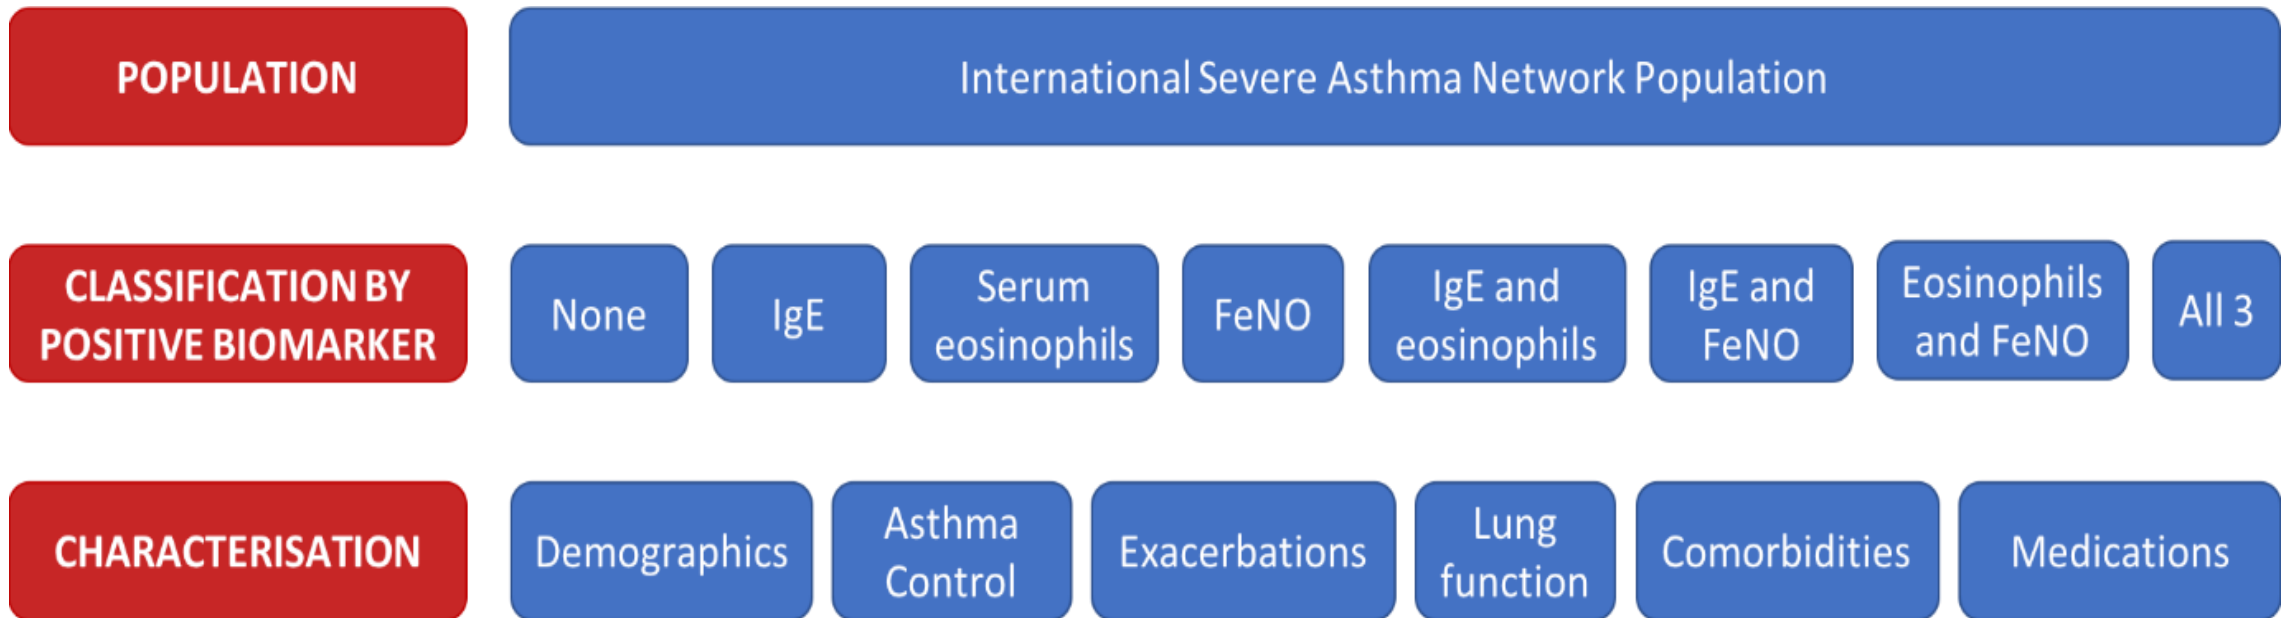 POPULATION
International Severe Asthma Network Population
CLASSIFICATION BY
POSITIVE BIOMARKER
None
IgE
Serum
eosinophils
FeNO
IgE and
eosinophils
IgE and
FeNO
Eosinophils
and FeNO
All 3
CHARACTERISATION
Demographics
Asthma
Control
Exacerbations
Lung
function
Comorbidities
Medications